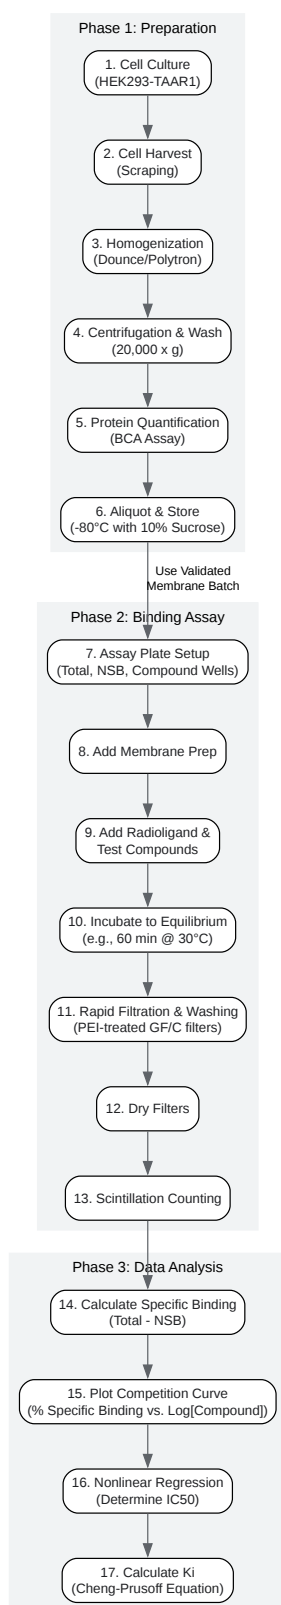 Phase 1: Preparation
1. Cell Culture
(HEK293-TAAR1)
2. Cell Harvest
(Scraping)
3. Homogenization
(Dounce/Polytron)
4. Centrifugation & Wash
(20,000 x g)
5. Protein Quantification
(BCA Assay)
6. Aliquot & Store
(-80°C with 10% Sucrose)
Use Validated
Membrane Batch
Phase 2: Binding Assay
7. Assay Plate Setup
(Total, NSB, Compound Wells)
8. Add Membrane Prep
9. Add Radioligand &
Test Compounds
10. Incubate to Equilibrium
(e.g., 60 min @ 30°C)
11. Rapid Filtration & Washing
(PEI-treated GF/C filters)
12. Dry Filters
13. Scintillation Counting
Phase 3: Data Analysis
14. Calculate Specific Binding
(Total - NSB)
15. Plot Competition Curve
(% Specific Binding vs. Log[Compound])
16. Nonlinear Regression
(Determine IC50)
17. Calculate Ki
(Cheng-Prusoff Equation)